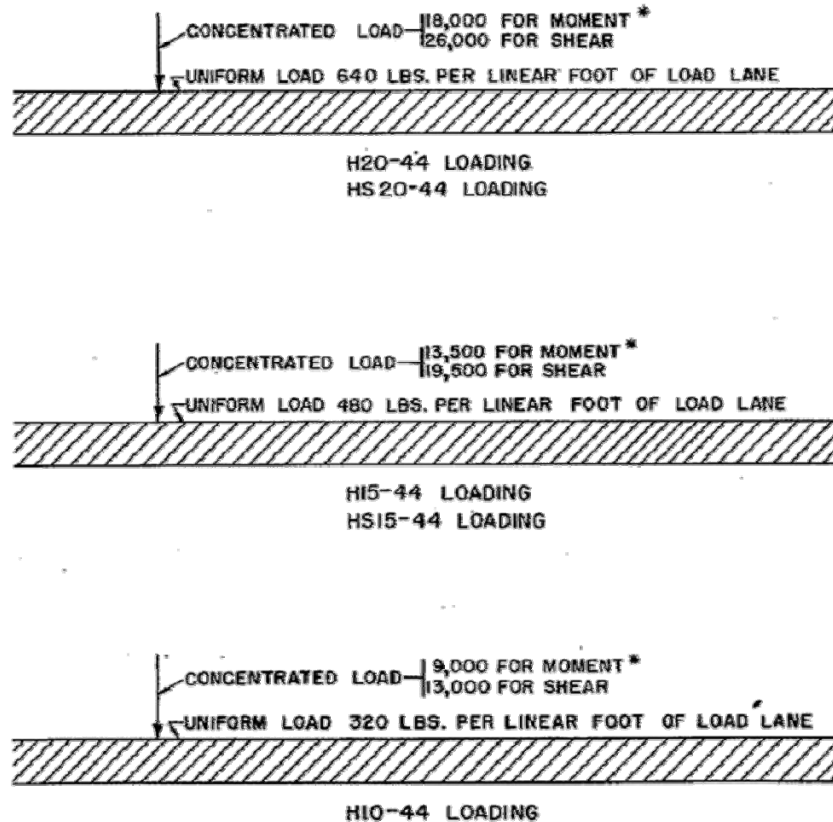 CONCENTRATED LOAD 18,000 FOR MOMENT *
26,000 FOR SHEAR
UNIFORM LOAD 640 LBS. PER LINEAR FOOT OF LOAD LANE
H20-44 LOADING
HS20-44 LOADING
CONCENTRATED LOAD 13,500 FOR MOMENT *
19,500 FOR SHEAR
UNIFORM LOAD 480 LBS. PER LINEAR FOOT OF LOAD LANE
H15-44 LOADING
HS15-44 LOADING
CONCENTRATED LOAD 9,000 FOR MOMENT *
13,000 FOR SHEAR
UNIFORM LOAD 320 LBS. PER LINEAR FOOT OF LOAD LANE
H10-44 LOADING